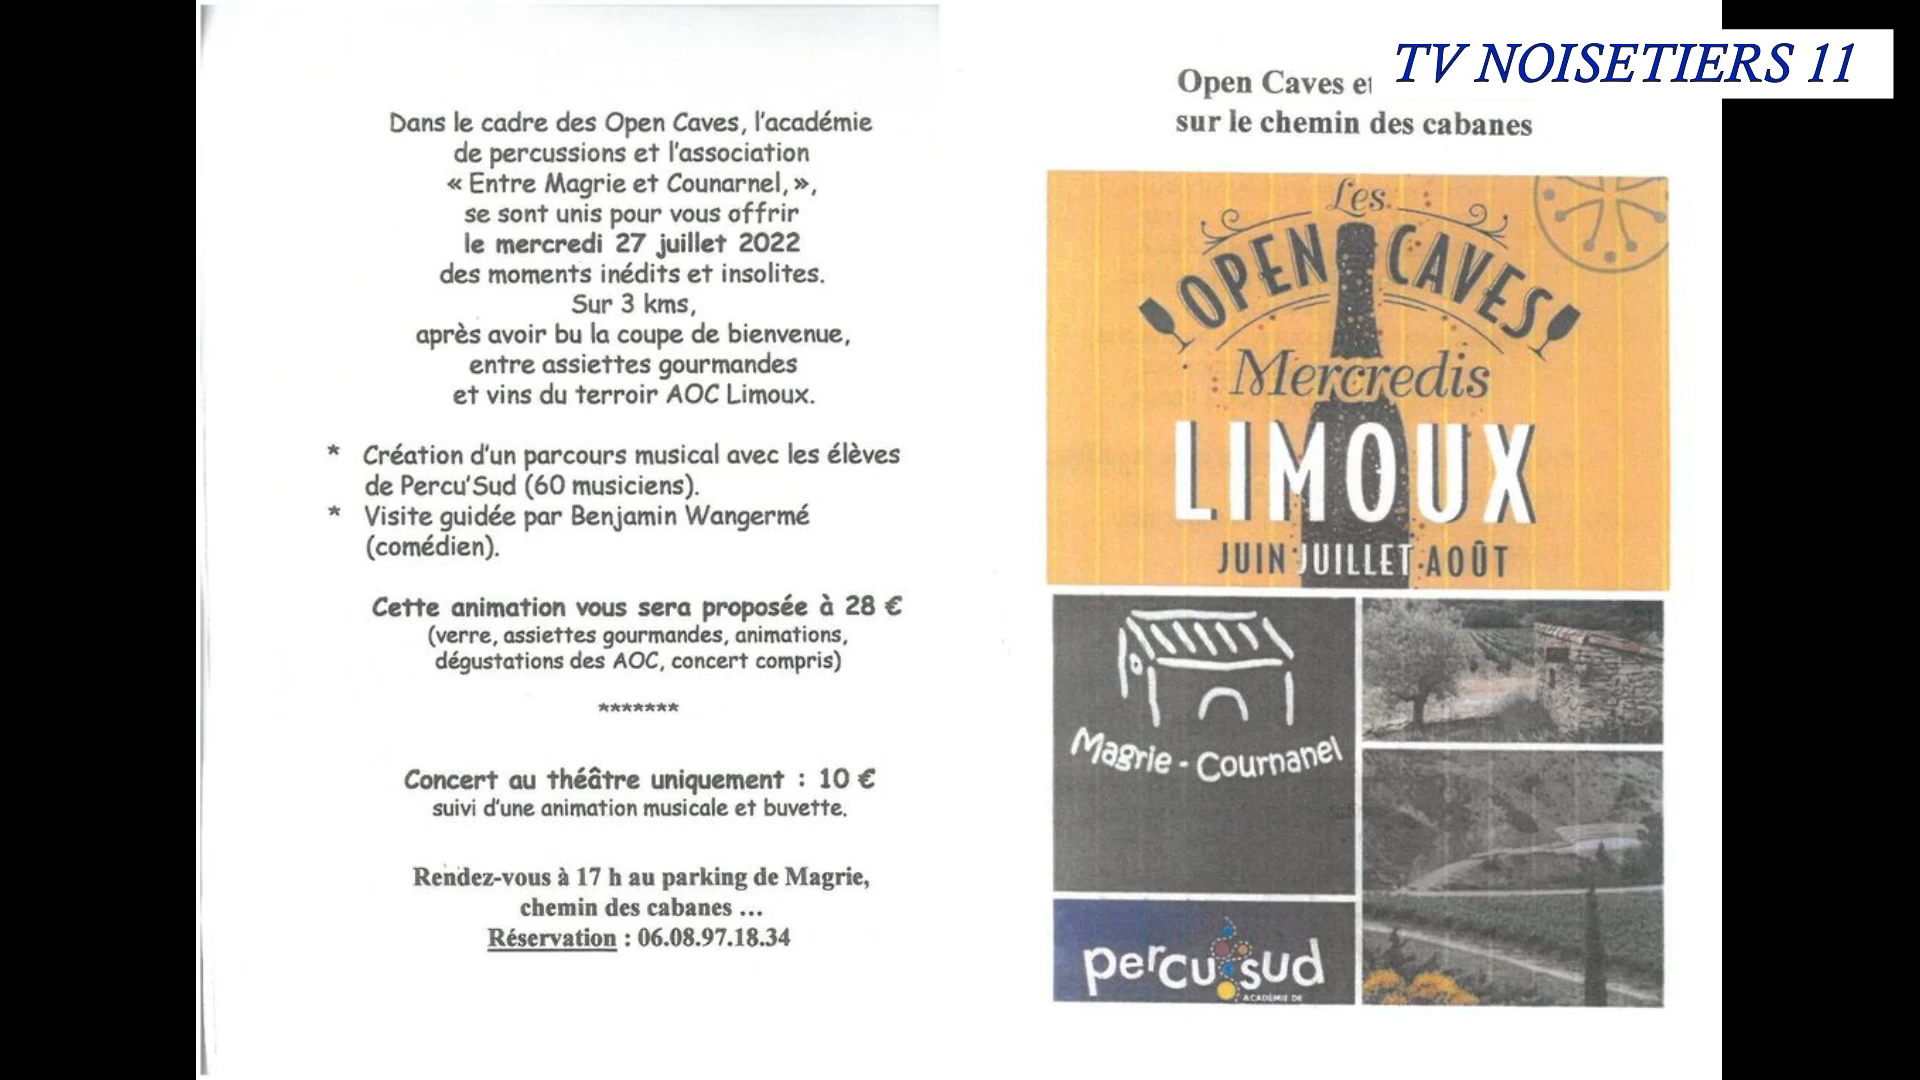 Dans le cadre des Open Caves, l'académie
de percussions et l'association
« Entre Magrie et Counarnel, »,
se sont unis pour vous offrir
le mercredi 27 juillet 2022
des moments inédits et insolites.
Sur 3 kms,
après avoir bu la coupe de bienvenue,
entre assiettes gourmandes
et vins du terroir AOC Limoux.
* Création d'un parcours musical avec les élèves
de Percu'Sud (60 musiciens).
* Visite guidée par Benjamin Wangermé
(comédien).
Cette animation vous sera proposée à 28 €
(verre, assiettes gourmandes, animations,
dégustations des AOC, concert compris)
*******
Concert au théâtre uniquement : 10 €
suivi d'une animation musicale et buvette.
Rendez-vous à 17 h au parking de Magrie,
chemin des cabanes ...
Réservation : 06.08.97.18.34
TV NOISETIERS 11
Open Caves et
sur le chemin des cabanes
Les
OPEN CAVES
Mercredis
LIMOUX
JUIN·JUILLET·AOÛT
Magrie - Cournanel
percu sud
ACADÉMIE DE